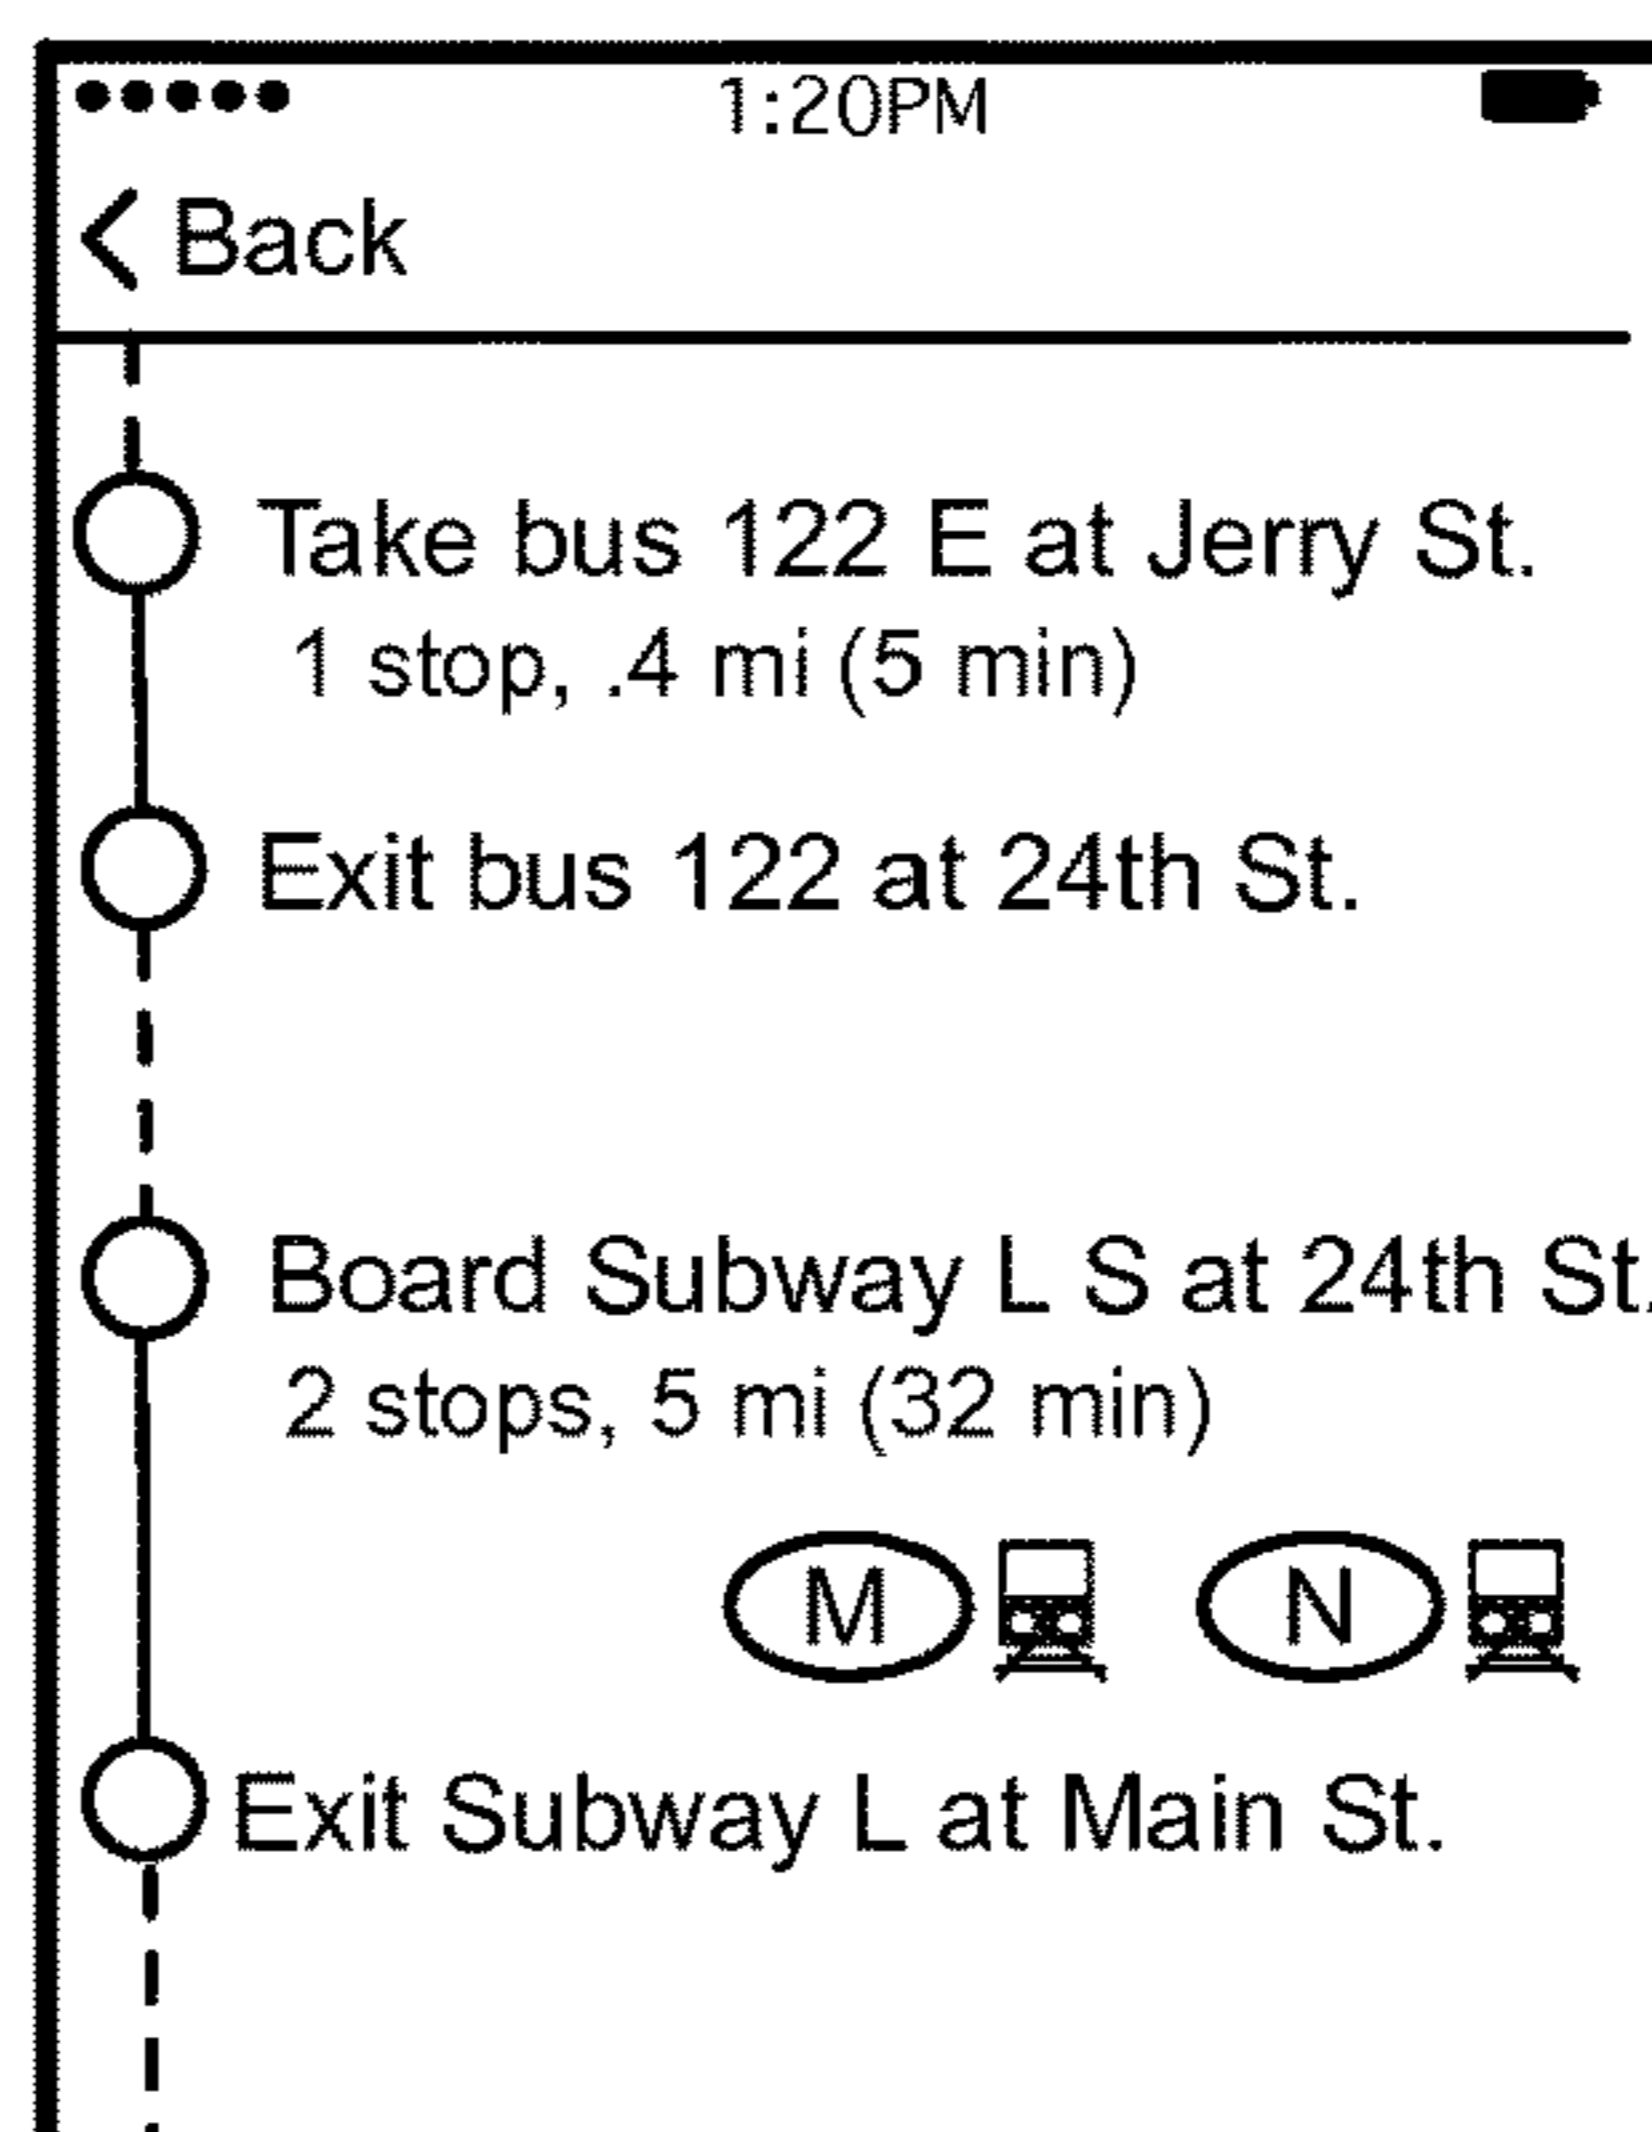 1:20PM
Back
Take bus 122 E at Jerry St.
1 stop, .4 mi (5 min)
Exit bus 122 at 24th St.
Board Subway L S at 24th St.
2 stops, 5 mi (32 min)
M N
Exit Subway L at Main St.